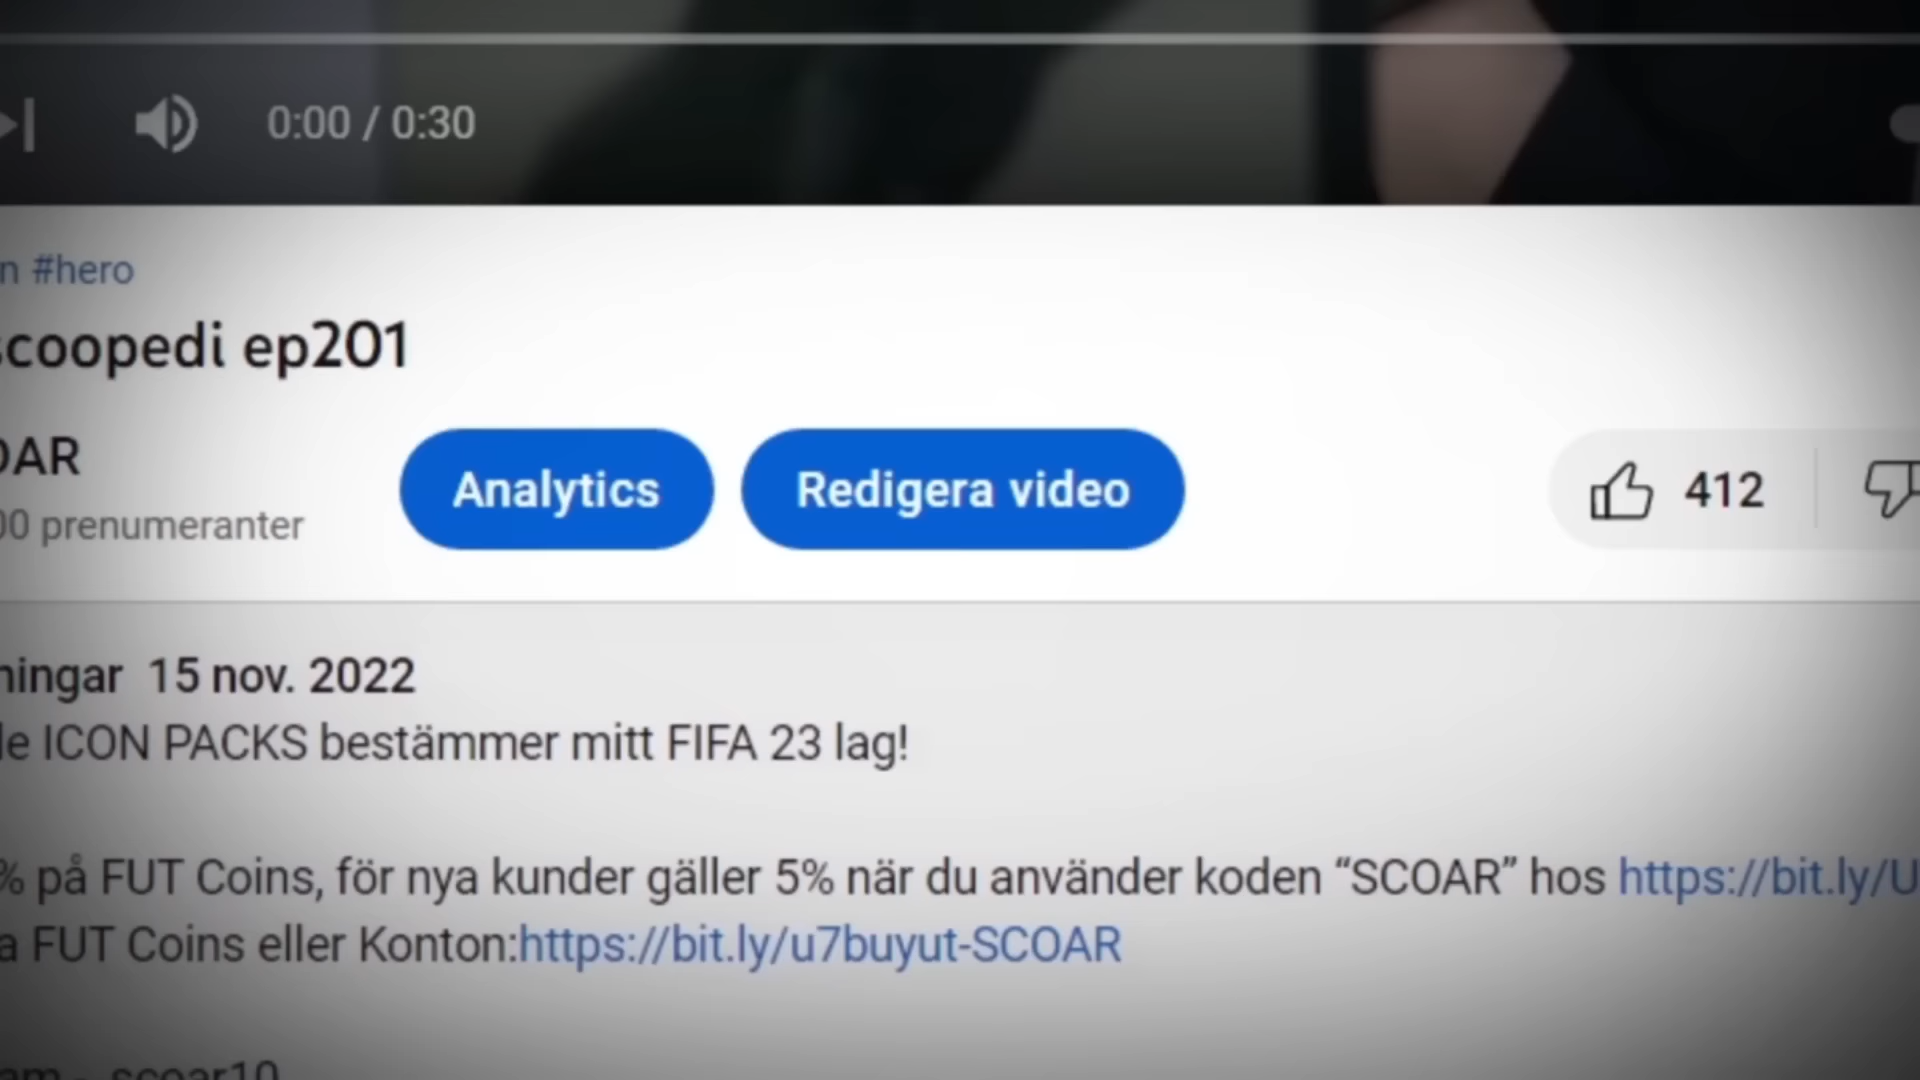 0:00 / 0:30
#hero
scoopedi ep201
OAR
Analytics
Redigera video
412
00 prenumeranter
ningar 15 nov. 2022
ICON PACKS bestämmer mitt FIFA 23 lag!
% på FUT Coins, för nya kunder gäller 5% när du använder koden “SCOAR” hos https://bit.ly/U
a FUT Coins eller Konton:https://bit.ly/u7buyut-SCOAR
scoar10